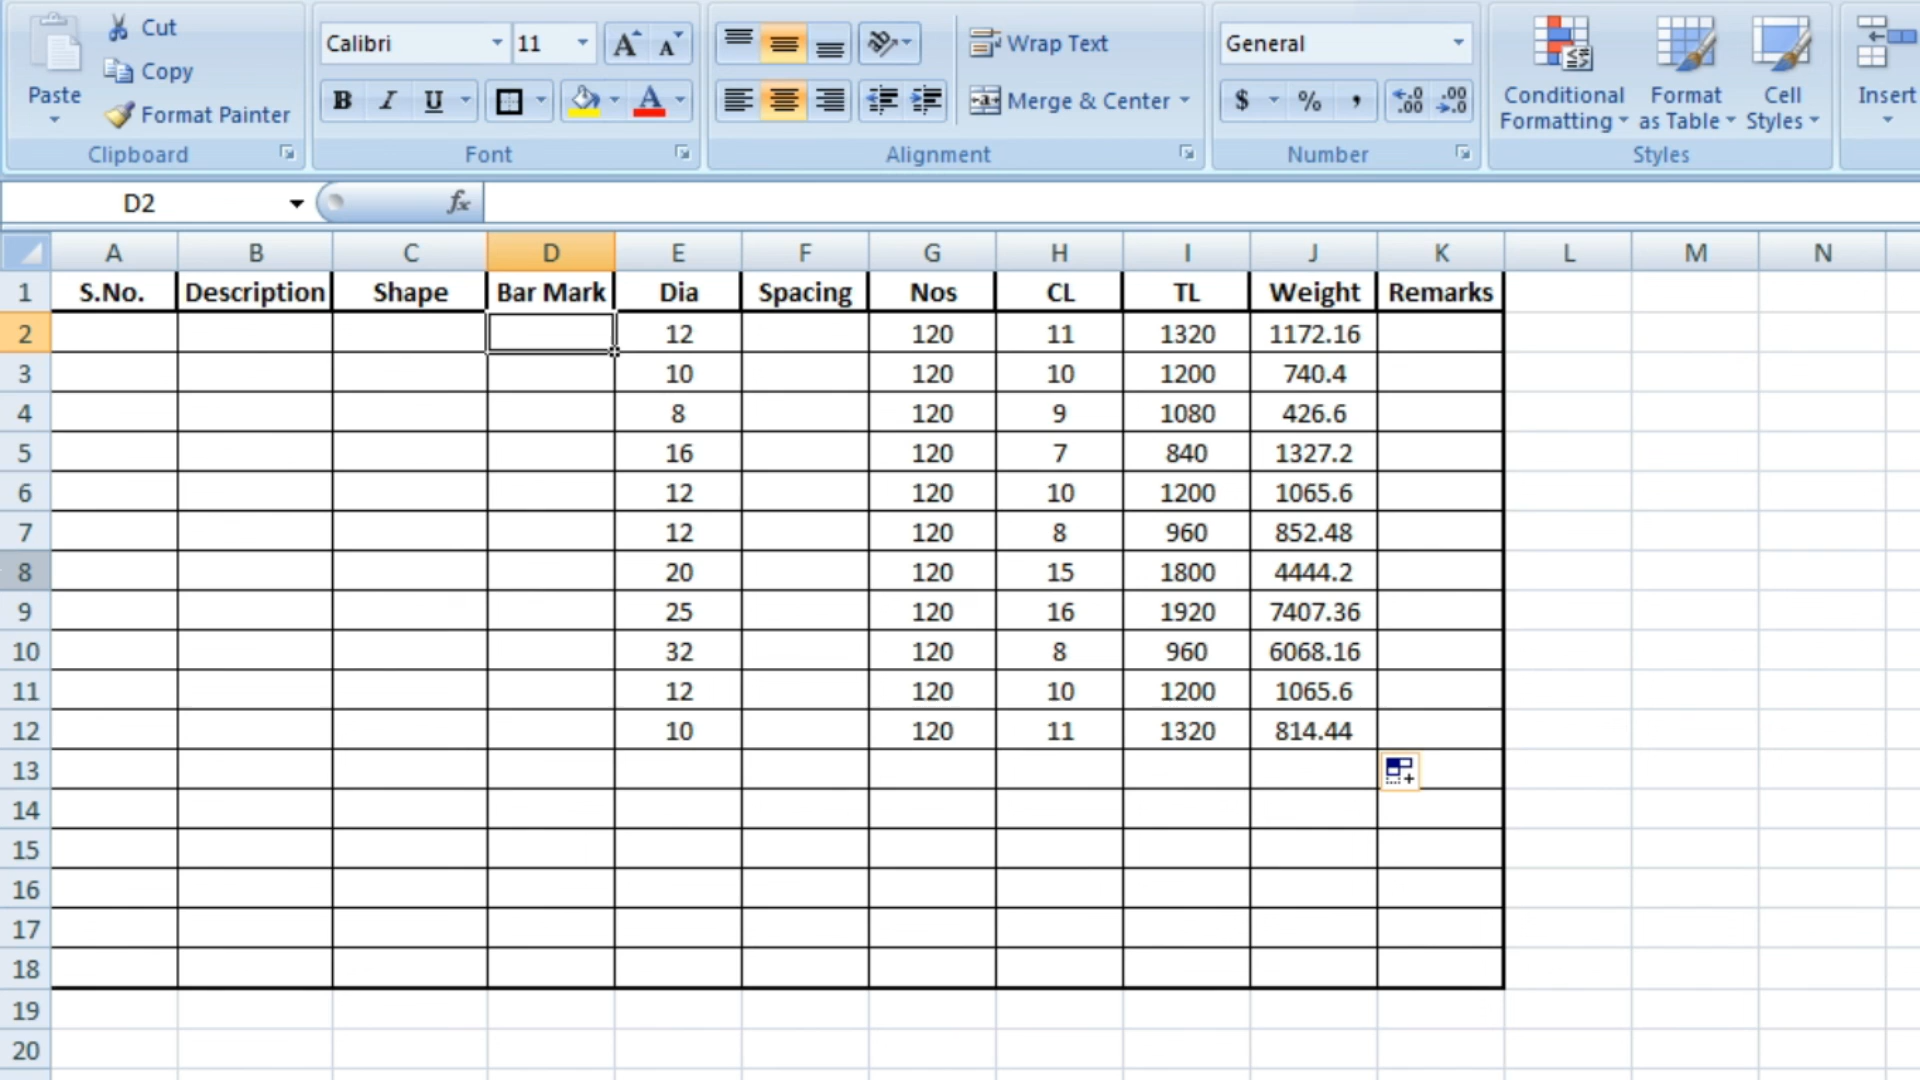 Cut
Copy
Format Painter
Paste
Clipboard
Calibri 11 A A
B I U A
Font
Wrap Text
Merge & Center
Alignment
General
$ % , .0 .00 .00 .0
Number
Conditional Formatting
Format as Table
Cell Styles
Styles
Insert
D2 fx
A B C D E F G H I J K L M N
1 S.No. Description Shape Bar Mark Dia Spacing Nos CL TL Weight Remarks
2 12 120 11 1320 1172.16
3 10 120 10 1200 740.4
4 8 120 9 1080 426.6
5 16 120 7 840 1327.2
6 12 120 10 1200 1065.6
7 12 120 8 960 852.48
8 20 120 15 1800 4444.2
9 25 120 16 1920 7407.36
10 32 120 8 960 6068.16
11 12 120 10 1200 1065.6
12 10 120 11 1320 814.44
13
14
15
16
17
18
19
20